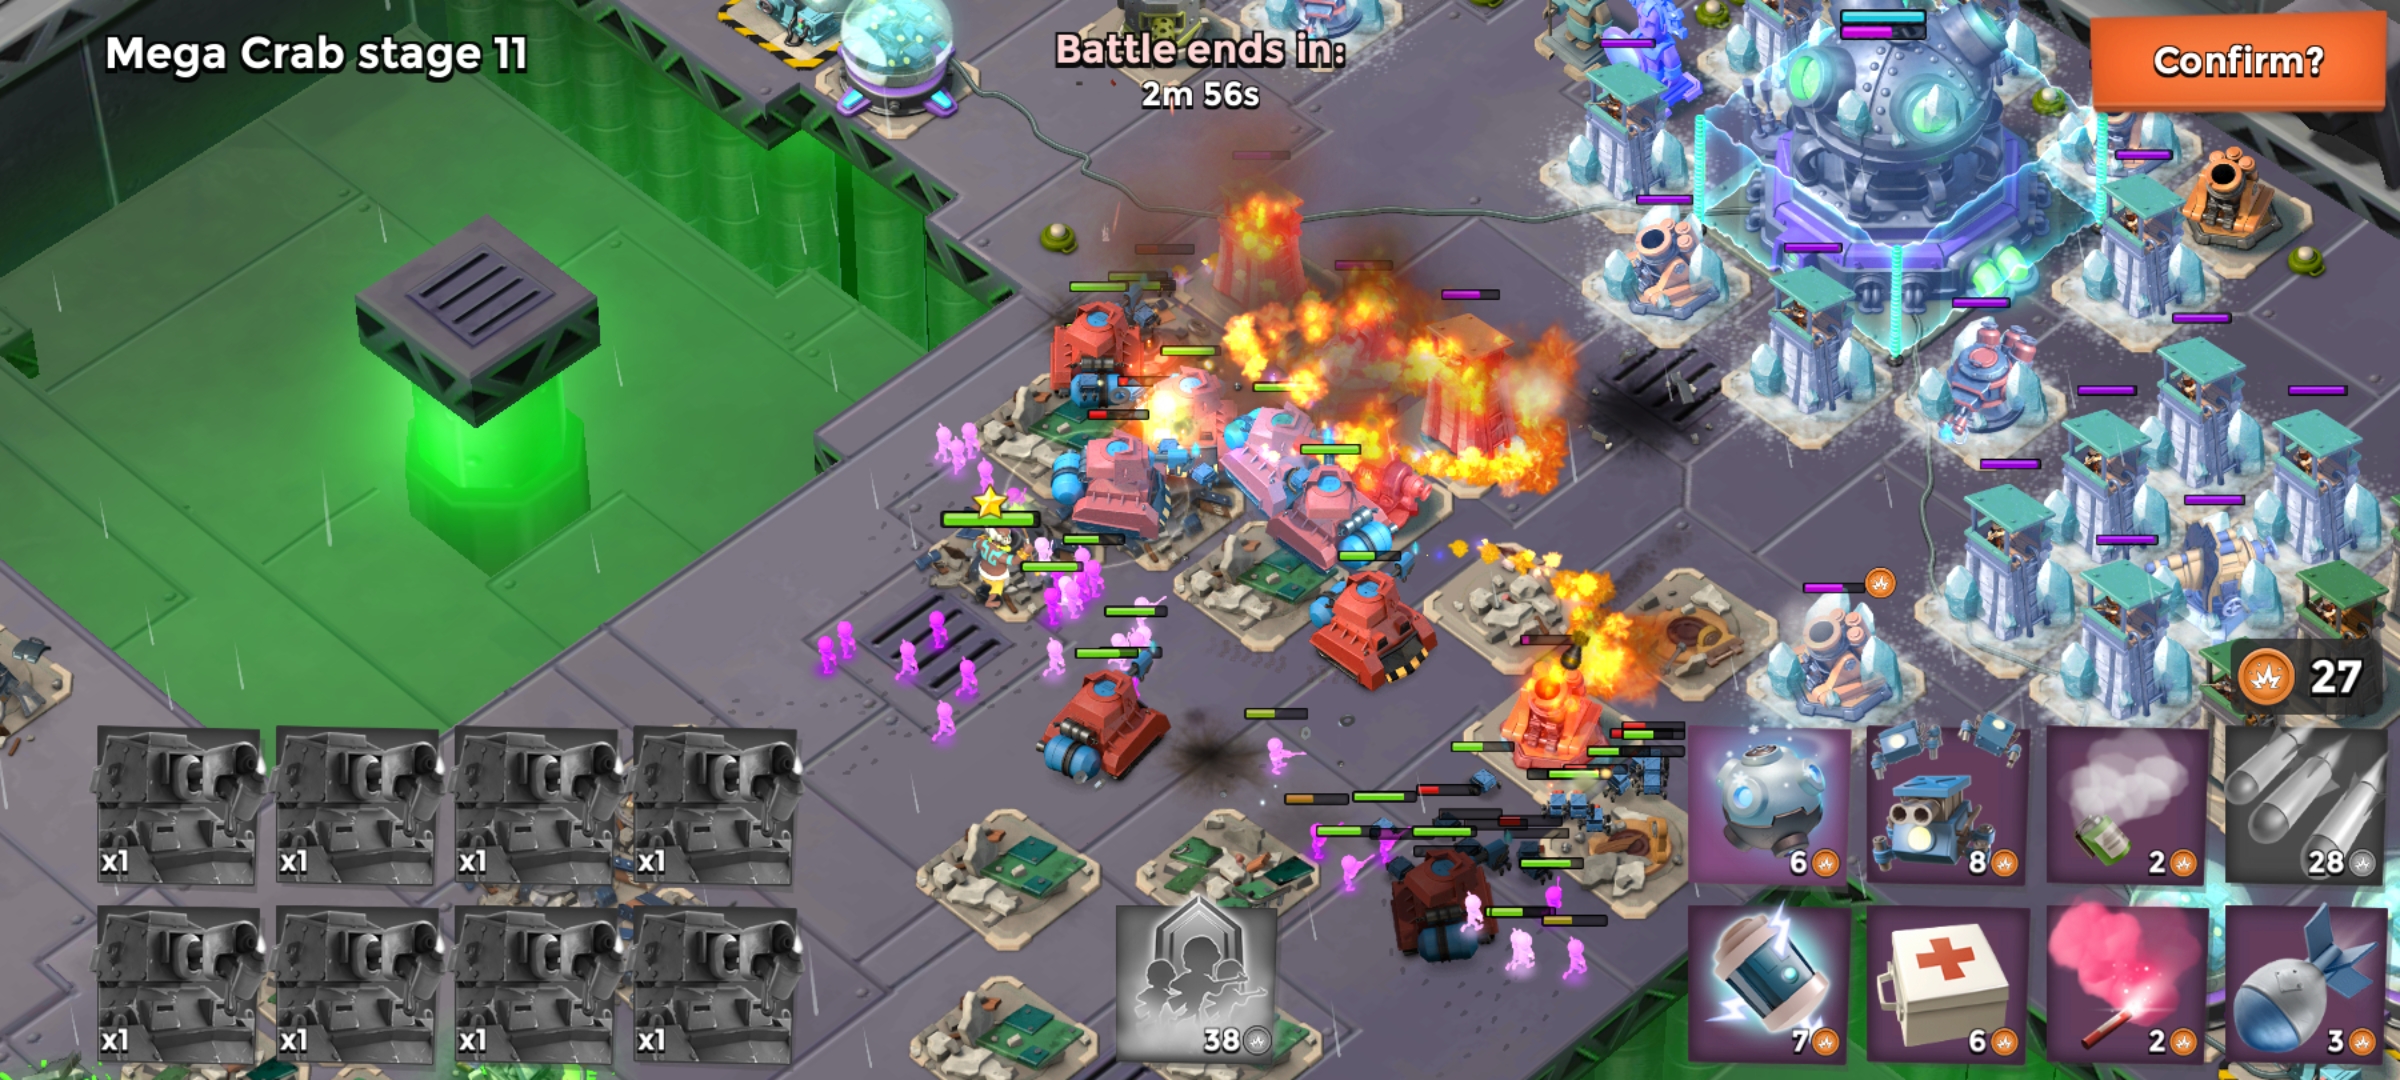 Mega Crab stage 11
Battle ends in:
2m 56s
Confirm?
27
x1
x1
x1
x1
6
8
2
28
x1
x1
x1
x1
38
7
6
2
3